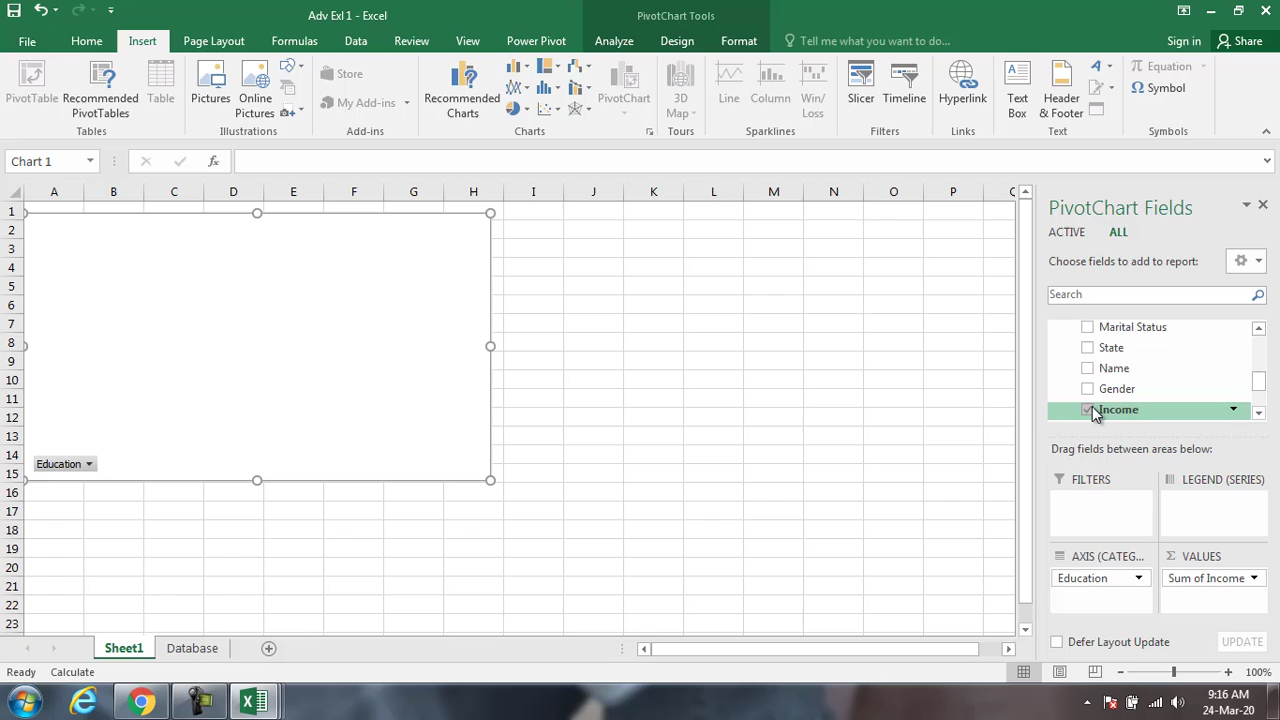 Adv Exl 1 - Excel
PivotChart Tools
File
Home
Insert
Page Layout
Formulas
Data
Review
View
Power Pivot
Analyze
Design
Format
Tell me what you want to do...
Sign in
Share
PivotTable
Recommended PivotTables
Table
Tables
Pictures
Online Pictures
Illustrations
Store
My Add-ins
Add-ins
Recommended Charts
PivotChart
Charts
3D Map
Tours
Line
Column
Win/Loss
Sparklines
Slicer
Timeline
Filters
Hyperlink
Links
Text Box
Header & Footer
Text
Equation
Symbol
Symbols
Chart 1
fx
A B C D E F G H I J K L M N O P
1
2
3
4
5
6
7
8
9
10
11
12
13
14
15
16
17
18
19
20
21
22
23
Education
PivotChart Fields
ACTIVE ALL
Choose fields to add to report:
Search
Marital Status
State
Name
Gender
Income
Drag fields between areas below:
FILTERS
LEGEND (SERIES)
AXIS (CATEG...
Σ VALUES
Education
Sum of Income
Defer Layout Update
UPDATE
Sheet1
Database
Ready
Calculate
100%
9:16 AM
24-Mar-20